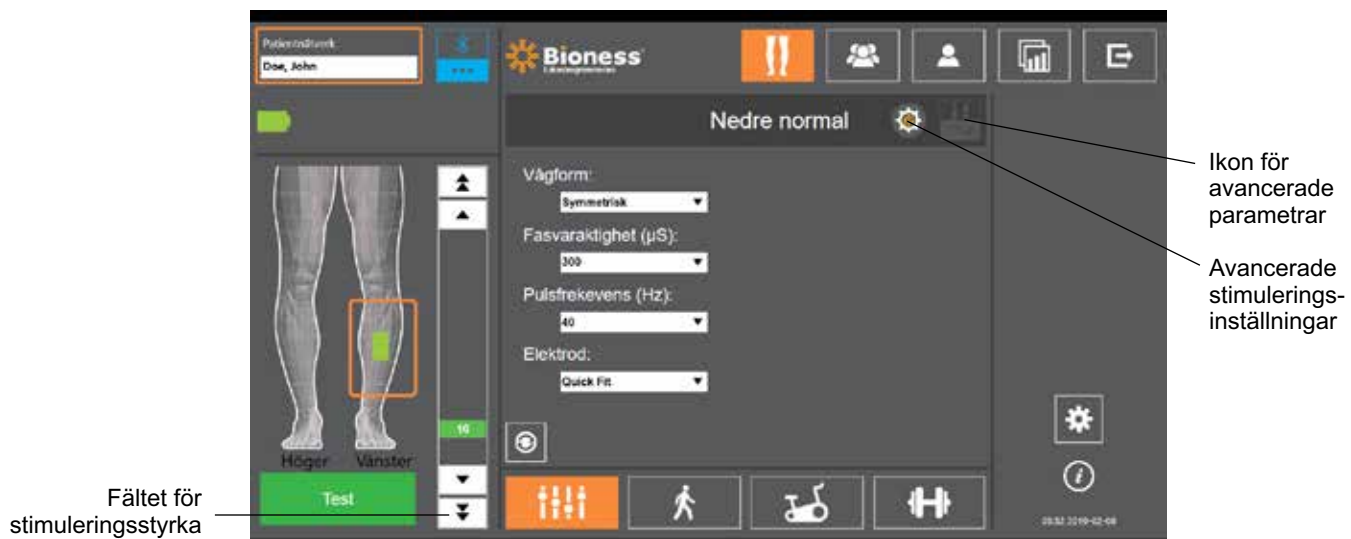 Doe, John
Bioness
Nedre normal
Vågform:
Symmetrisk
Fasvaraktighet (µS):
300
Pulsfrekevens (Hz):
40
Elektrod:
Quick Fit
16
Höger Vänster
Test
Ikon för
avancerade
parametrar
Avancerade
stimulerings-
inställningar
Fältet för
stimuleringsstyrka